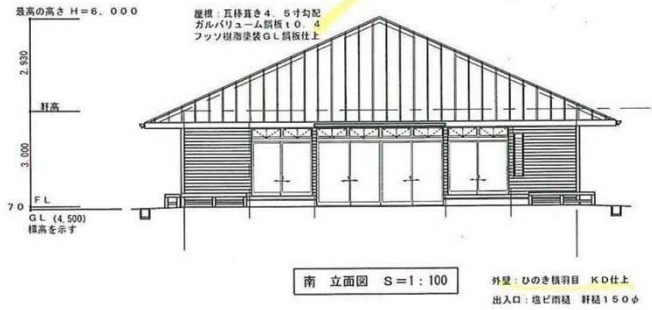 最高の高さ H=6.000
屋根:瓦棒葺き4.5寸勾配
ガルバリューム鋼板t0.4
フッソ樹脂塗装GL鋼板仕上
2.930
軒高
3.000
70
FL
GL (4,500)
標高を示す
南 立面図 S=1:100
外壁:ひのき横羽目 KD仕上
出入口:塩ビ雨樋 軒樋150φ